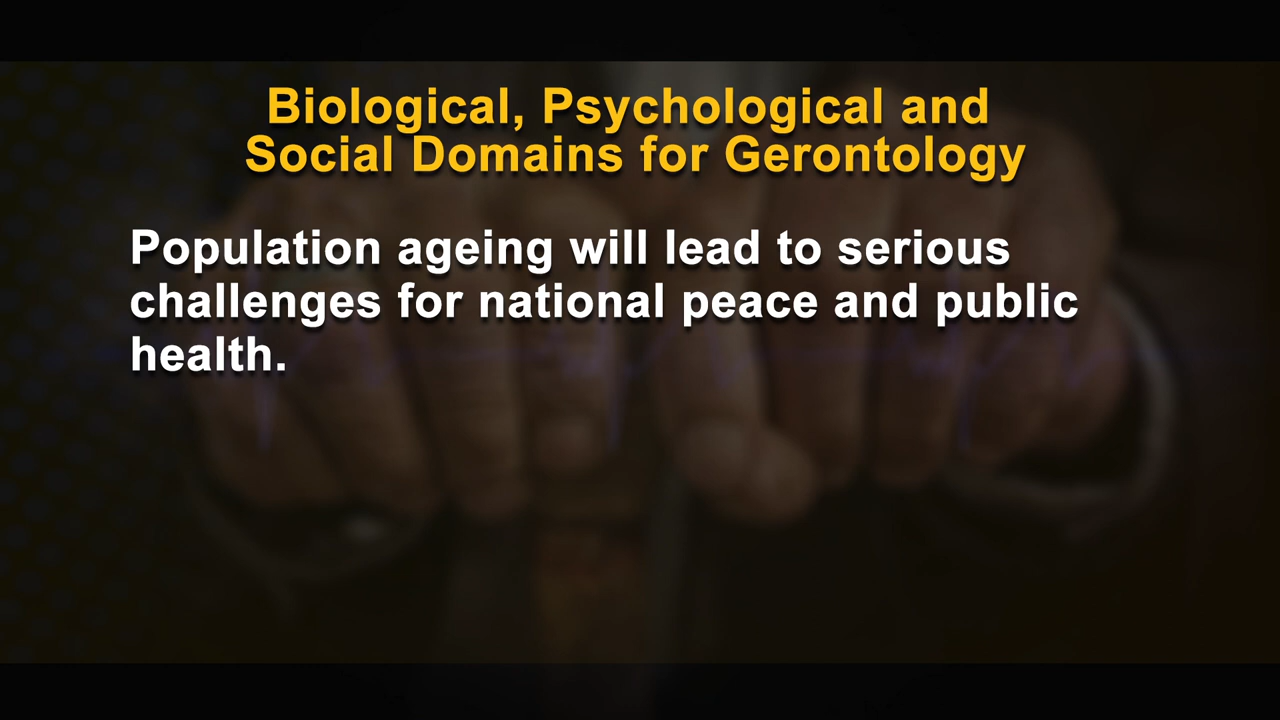 Biological, Psychological and
Social Domains for Gerontology
Population ageing will lead to serious
challenges for national peace and public
health.